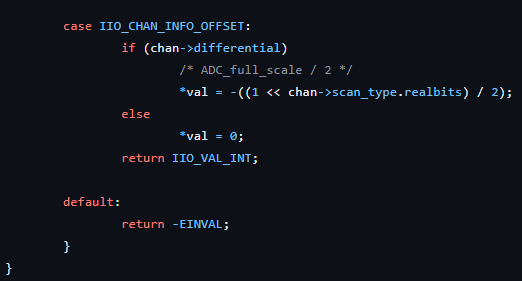 case IIO_CHAN_INFO_OFFSET:
if (chan->differential)
/* ADC_full_scale / 2 */
*val = -((1 << chan->scan_type.realbits) / 2);
else
*val = 0;
return IIO_VAL_INT;
default:
return -EINVAL;
}
}